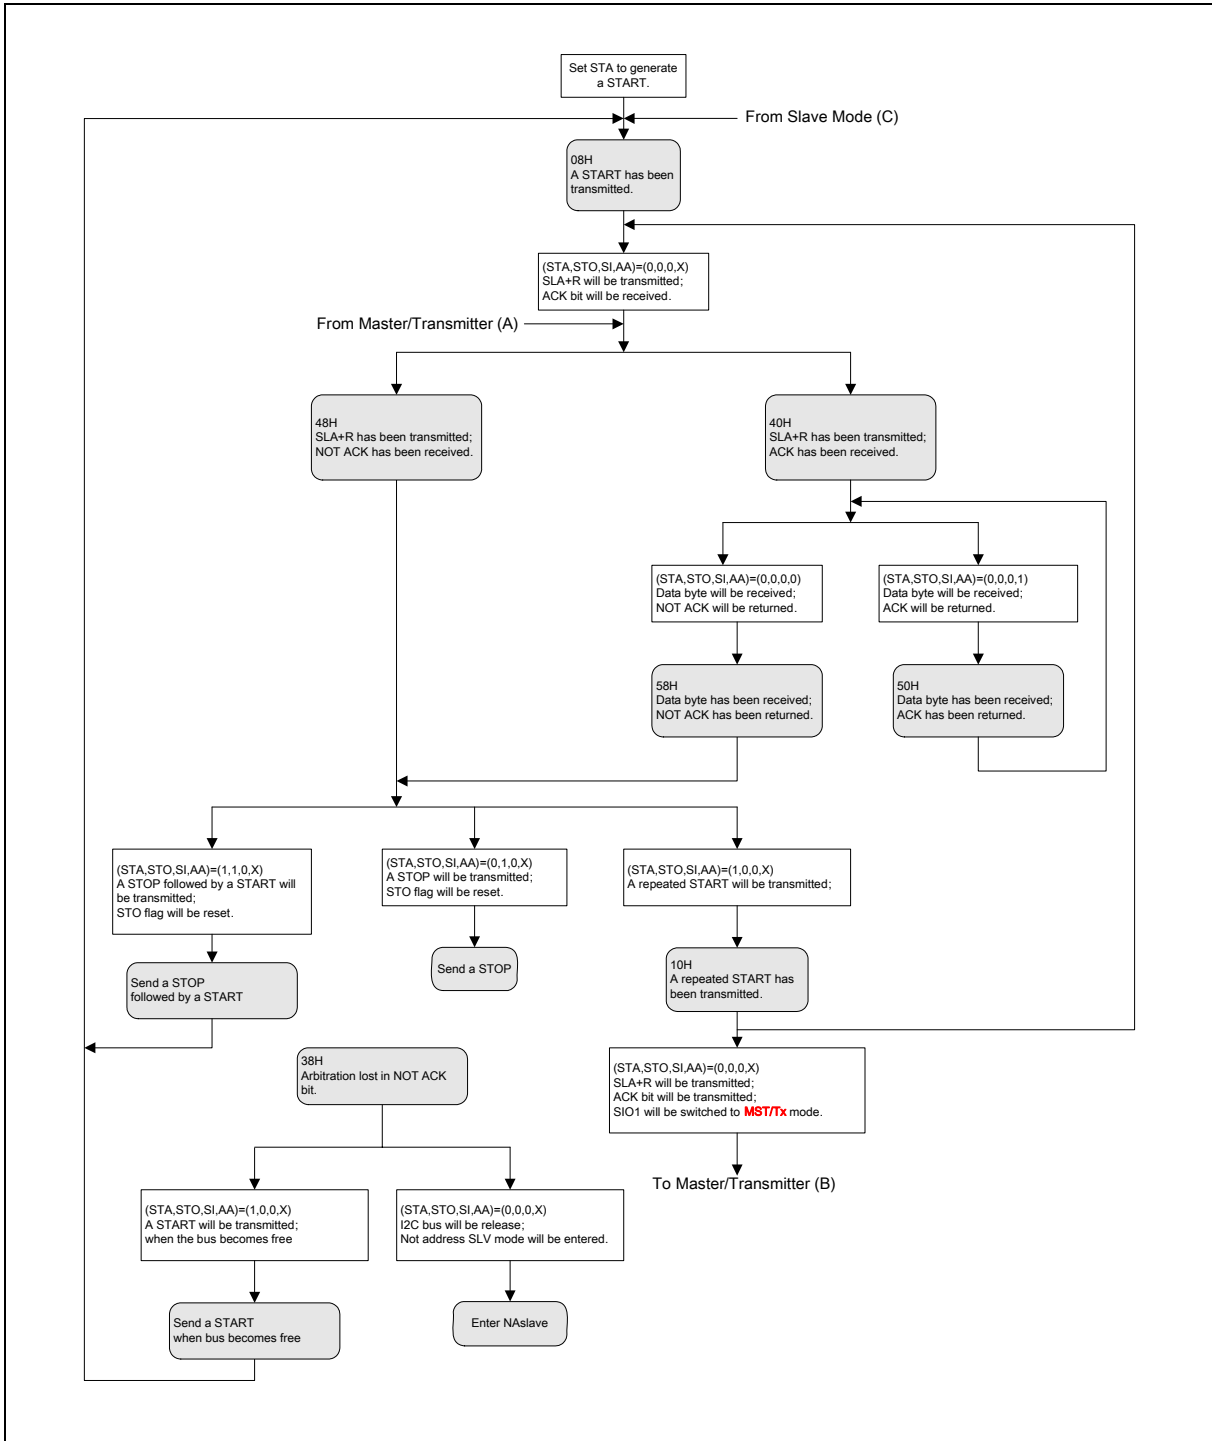 Set STA to generate
a START.
From Slave Mode (C)
08H
A START has been
transmitted.
(STA,STO,SI,AA)=(0,0,0,X)
SLA+R will be transmitted;
ACK bit will be received.
From Master/Transmitter (A)
48H
SLA+R has been transmitted;
NOT ACK has been received.
40H
SLA+R has been transmitted;
ACK has been received.
(STA,STO,SI,AA)=(0,0,0,0)
Data byte will be received;
NOT ACK will be returned.
(STA,STO,SI,AA)=(0,0,0,1)
Data byte will be received;
ACK will be returned.
58H
Data byte has been received;
NOT ACK has been returned.
50H
Data byte has been received;
ACK has been returned.
(STA,STO,SI,AA)=(1,1,0,X)
A STOP followed by a START will
be transmitted;
STO flag will be reset.
(STA,STO,SI,AA)=(0,1,0,X)
A STOP will be transmitted;
STO flag will be reset.
(STA,STO,SI,AA)=(1,0,0,X)
A repeated START will be transmitted;
Send a STOP
followed by a START
Send a STOP
10H
A repeated START has
been transmitted.
38H
Arbitration lost in NOT ACK
bit.
(STA,STO,SI,AA)=(0,0,0,X)
SLA+R will be transmitted;
ACK bit will be transmitted;
SIO1 will be switched to MST/Tx mode.
To Master/Transmitter (B)
(STA,STO,SI,AA)=(1,0,0,X)
A START will be transmitted;
when the bus becomes free
(STA,STO,SI,AA)=(0,0,0,X)
I2C bus will be release;
Not address SLV mode will be entered.
Send a START
when bus becomes free
Enter NAslave